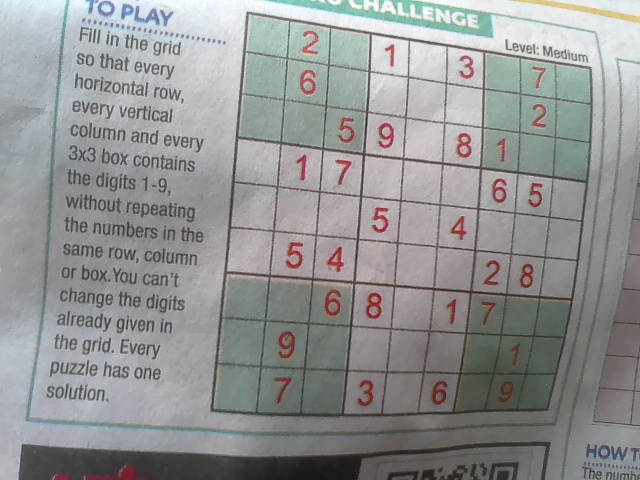 CHALLENGE
TO PLAY
Level: Medium
Fill in the grid
so that every
horizontal row,
every vertical
column and every
3x3 box contains
the digits 1-9,
without repeating
the numbers in the
same row, column
or box. You can't
change the digits
already given in
the grid. Every
puzzle has one
solution.
2 1 3 7
6 2
5 9 8 1
1 7 6 5
5 4
5 4 2 8
6 8 1 7
9 1
7 3 6 9
HOW
The